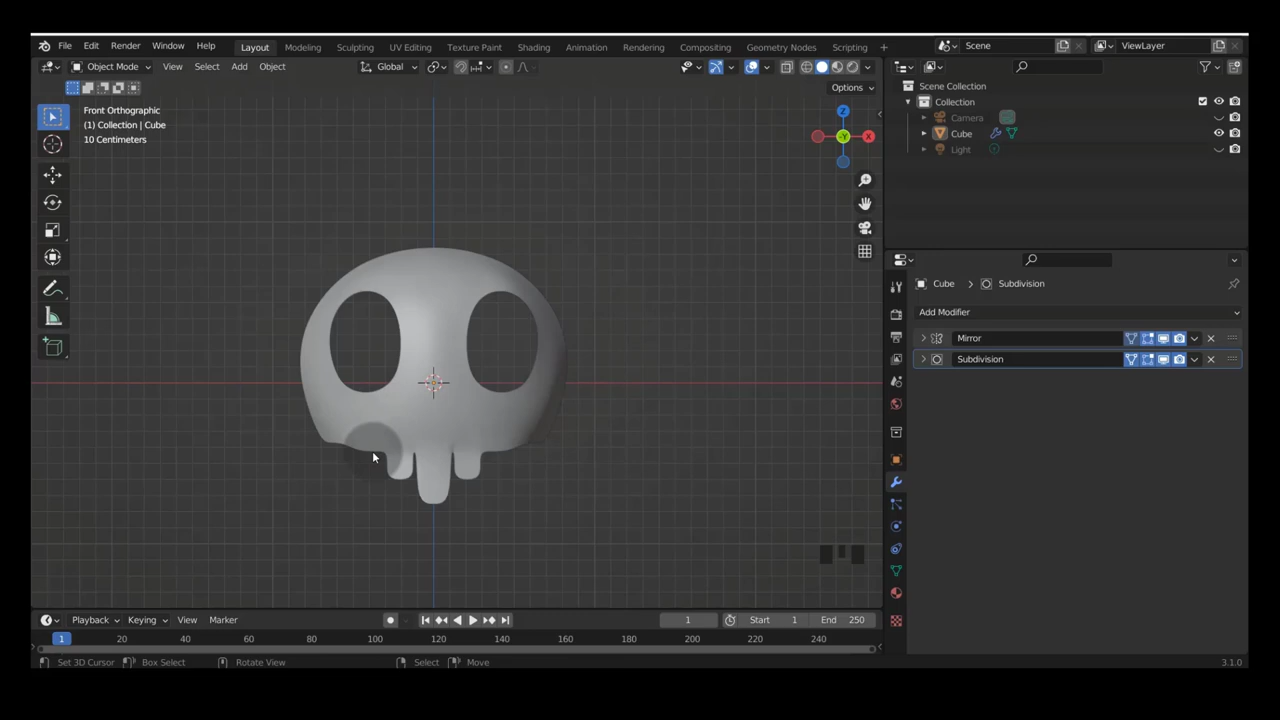 File Edit Render Window Help Layout Modeling Sculpting UV Editing Texture Paint Shading Animation Rendering Compositing Geometry Nodes Scripting + Scene ViewLayer
Object Mode View Select Add Object Global
Options
Front Orthographic
(1) Collection | Cube
10 Centimeters
Z
-Y
X
Scene Collection
Collection
Camera
Cube
Light
Cube > Subdivision
Add Modifier
Mirror
Subdivision
Playback Keying View Marker 1 Start 1 End 250
1 20 40 60 80 100 120 140 160 180 200 220 240
Set 3D Cursor Box Select Rotate View Select Move 3.1.0